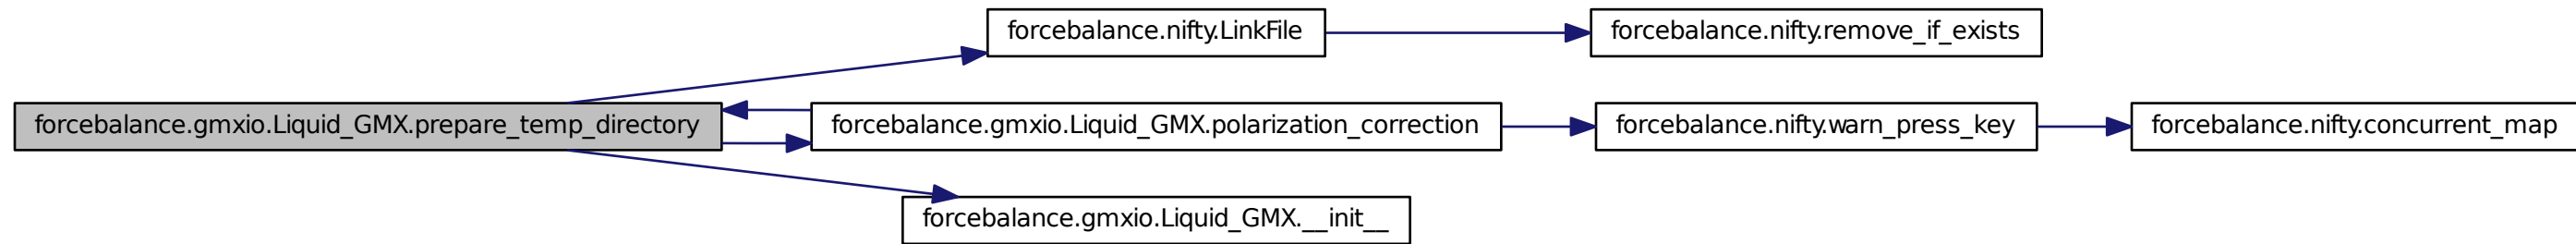 forcebalance.nifty.LinkFile
forcebalance.nifty.remove_if_exists
forcebalance.gmxio.Liquid_GMX.prepare_temp_directory
forcebalance.gmxio.Liquid_GMX.polarization_correction
forcebalance.nifty.warn_press_key
forcebalance.nifty.concurrent_map
forcebalance.gmxio.Liquid_GMX.__init__